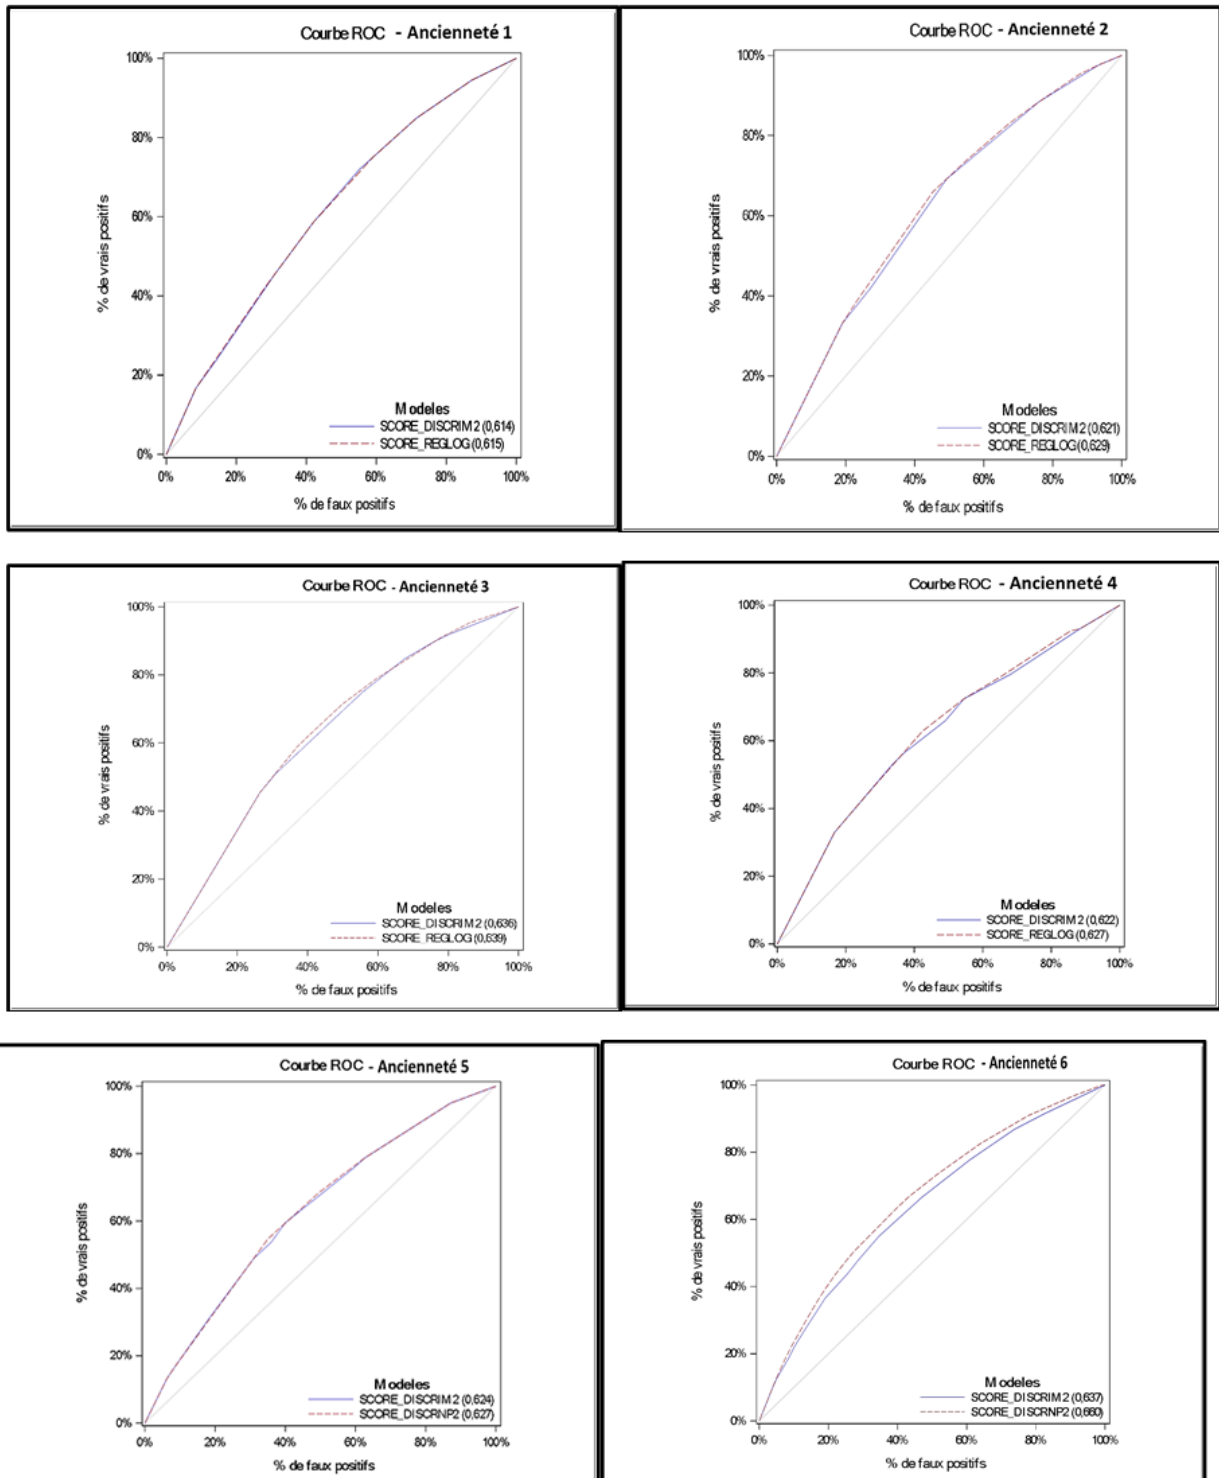 Courbe ROC - Ancienneté 1
100%
80%
60%
40%
20%
0%
% de vrais positifs
Modeles
SCORE_DISCRIM2 (0,614)
SCORE_REGLOG (0,615)
0% 20% 40% 60% 80% 100%
% de faux positifs
Courbe ROC - Ancienneté 2
100%
80%
60%
40%
20%
0%
% de vrais positifs
Modeles
SCORE_DISCRIM2 (0,621)
SCORE_REGLOG (0,629)
0% 20% 40% 60% 80% 100%
% de faux positifs
Courbe ROC - Ancienneté 3
100%
80%
60%
40%
20%
0%
% de vrais positifs
Modeles
SCORE_DISCRIM2 (0,636)
SCORE_REGLOG (0,639)
0% 20% 40% 60% 80% 100%
% de faux positifs
Courbe ROC - Ancienneté 4
100%
80%
60%
40%
20%
0%
% de vrais positifs
Modeles
SCORE_DISCRIM2 (0,622)
SCORE_REGLOG (0,627)
0% 20% 40% 60% 80% 100%
% de faux positifs
Courbe ROC - Ancienneté 5
100%
80%
60%
40%
20%
0%
% de vrais positifs
Modeles
SCORE_DISCRIM2 (0,624)
SCORE_DISCRNP2 (0,627)
0% 20% 40% 60% 80% 100%
% de faux positifs
Courbe ROC - Ancienneté 6
100%
80%
60%
40%
20%
0%
% de vrais positifs
Modeles
SCORE_DISCRIM2 (0,637)
SCORE_DISCRNP2 (0,660)
0% 20% 40% 60% 80% 100%
% de faux positifs